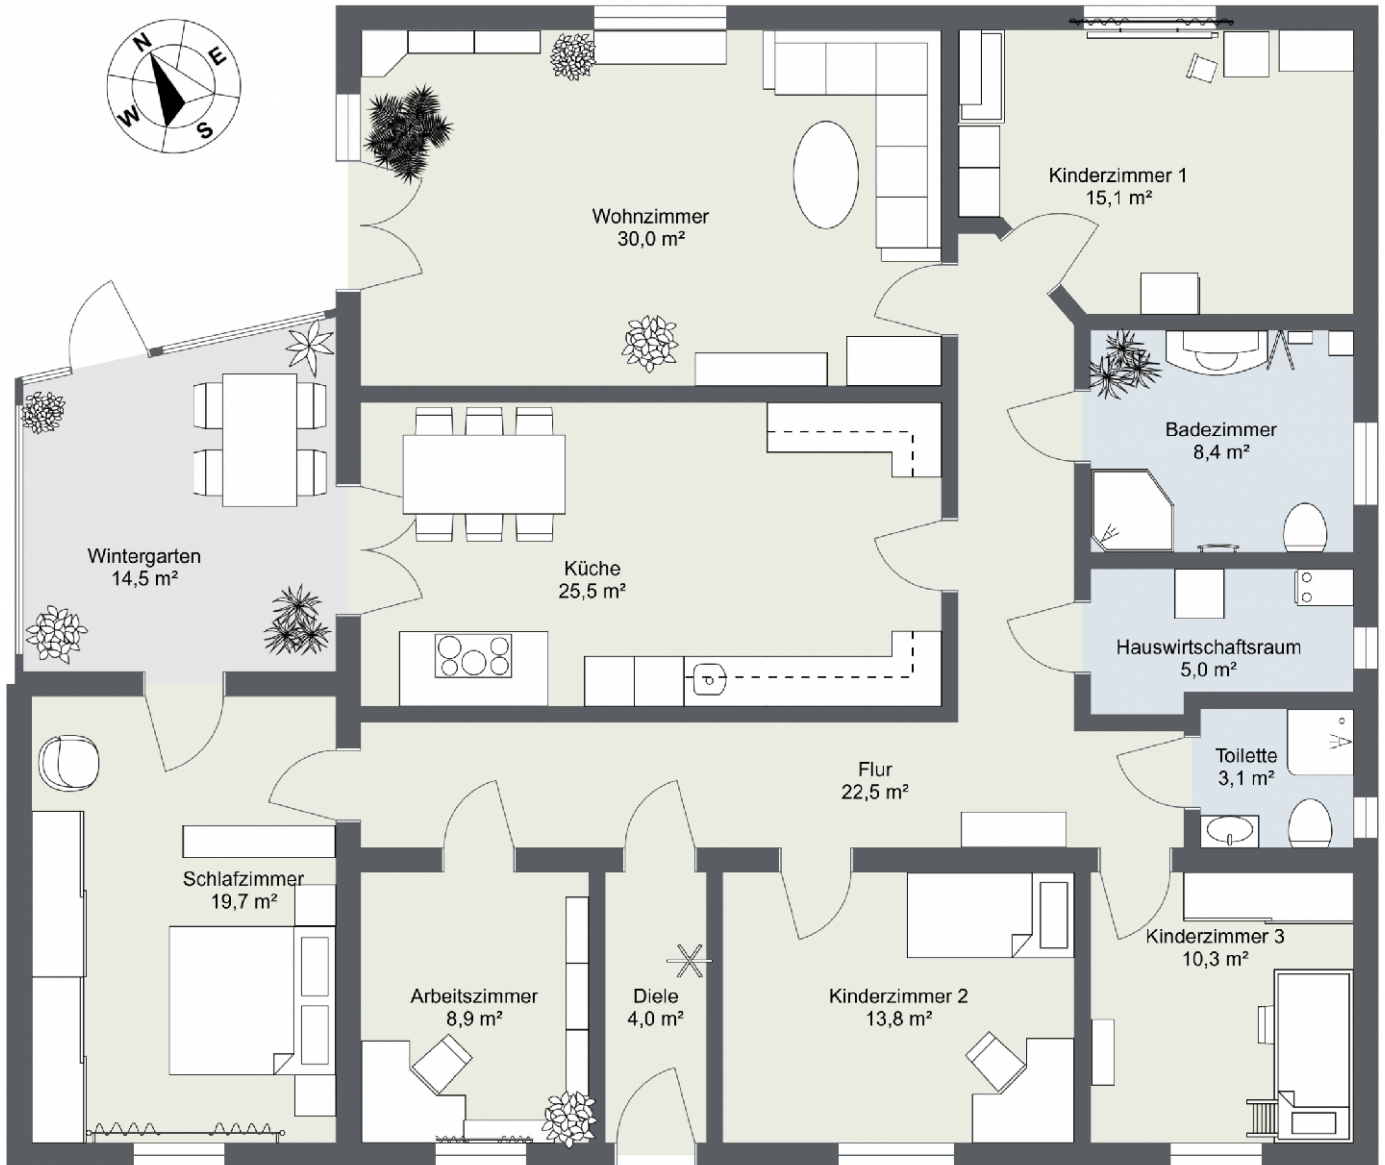 N
E
W
S
Kinderzimmer 1
15,1 m²
Wohnzimmer
30,0 m²
Badezimmer
8,4 m²
Wintergarten
14,5 m²
Küche
25,5 m²
Hauswirtschaftsraum
5,0 m²
Toilette
3,1 m²
Flur
22,5 m²
Schlafzimmer
19,7 m²
Kinderzimmer 3
10,3 m²
Arbeitszimmer
8,9 m²
Diele
4,0 m²
Kinderzimmer 2
13,8 m²